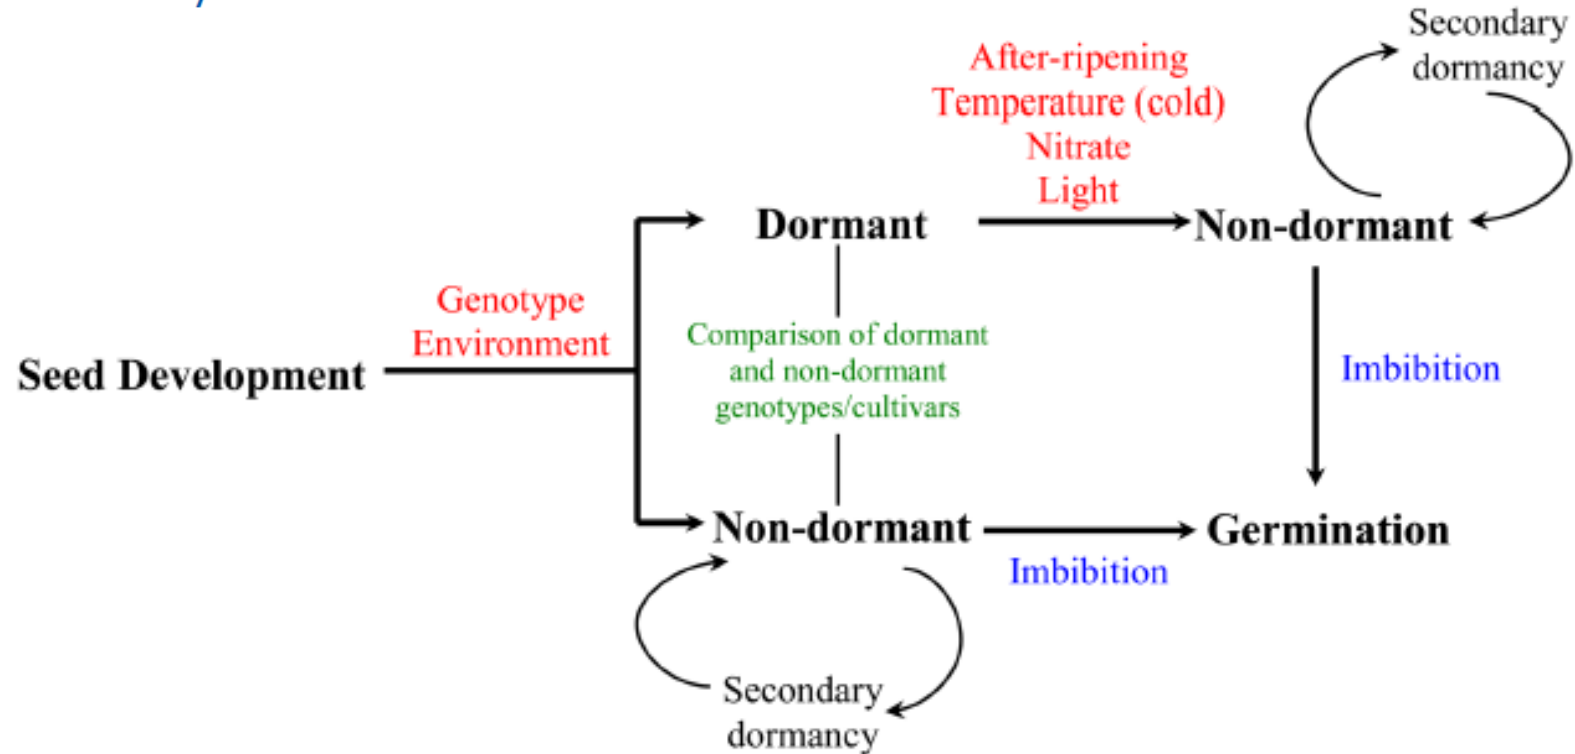 Secondary
dormancy
After-ripening
Temperature (cold)
Nitrate
Light
Dormant
Non-dormant
Genotype
Environment
Comparison of dormant
and non-dormant
genotypes/cultivars
Seed Development
Imbibition
Non-dormant
Germination
Imbibition
Secondary
dormancy